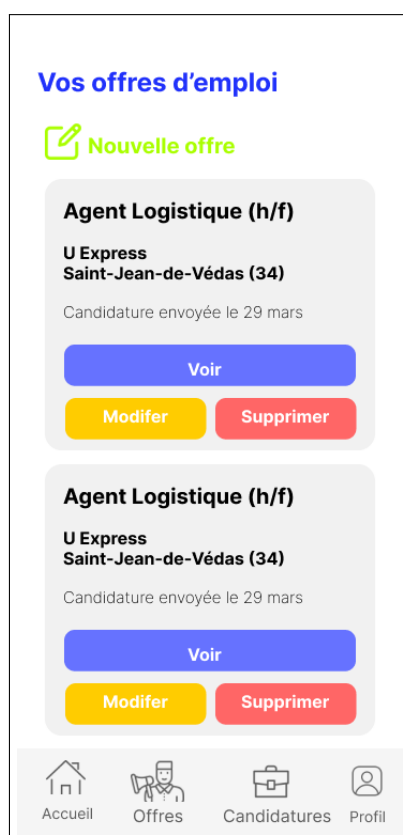 Vos offres d'emploi
Nouvelle offre
Agent Logistique (h/f)
U Express
Saint-Jean-de-Védas (34)
Candidature envoyée le 29 mars
Voir
Modifer Supprimer
Agent Logistique (h/f)
U Express
Saint-Jean-de-Védas (34)
Candidature envoyée le 29 mars
Voir
Modifer Supprimer
Accueil Offres Candidatures Profil